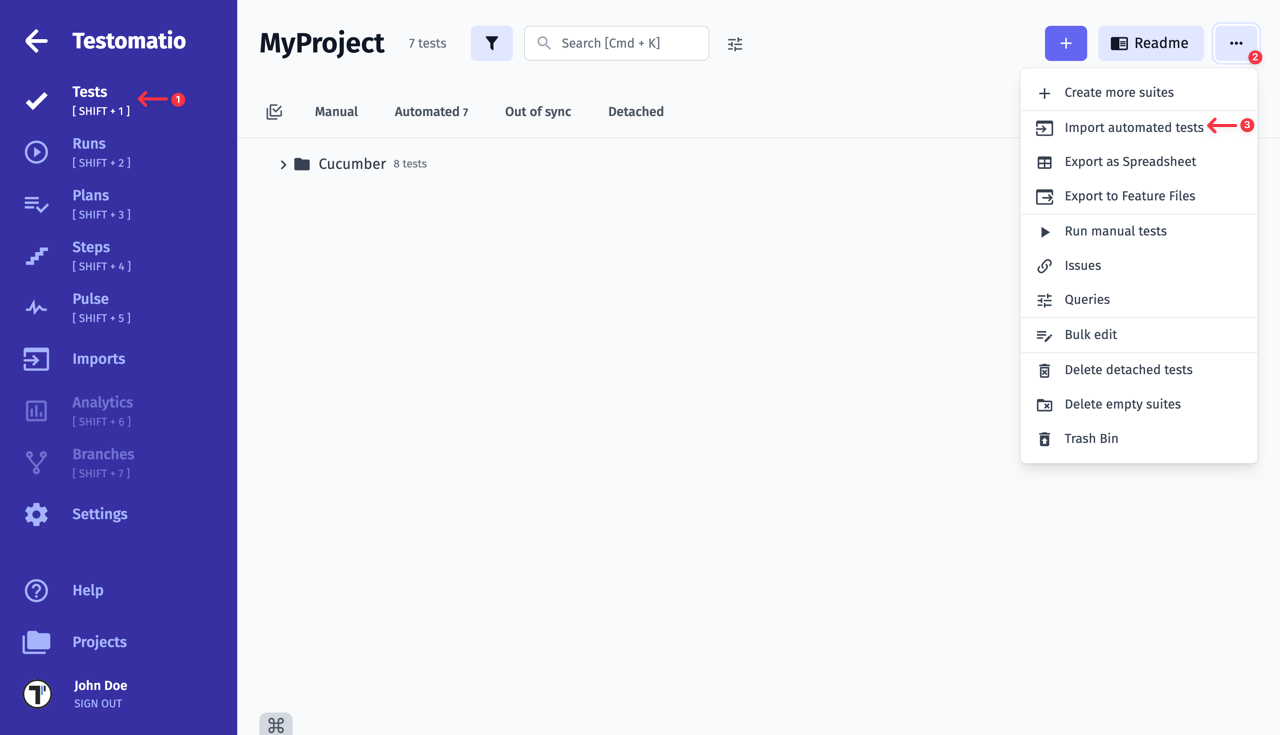 Testomatio
Tests
[ SHIFT + 1 ]
1
Runs
[ SHIFT + 2 ]
Plans
[ SHIFT + 3 ]
Steps
[ SHIFT + 4 ]
Pulse
[ SHIFT + 5 ]
Imports
Analytics
[ SHIFT + 6 ]
Branches
[ SHIFT + 7 ]
Settings
Help
Projects
John Doe
SIGN OUT
MyProject 7 tests Search [Cmd + K] Readme
2
Manual Automated 7 Out of sync Detached
Cucumber 8 tests
Create more suites
Import automated tests 3
Export as Spreadsheet
Export to Feature Files
Run manual tests
Issues
Queries
Bulk edit
Delete detached tests
Delete empty suites
Trash Bin